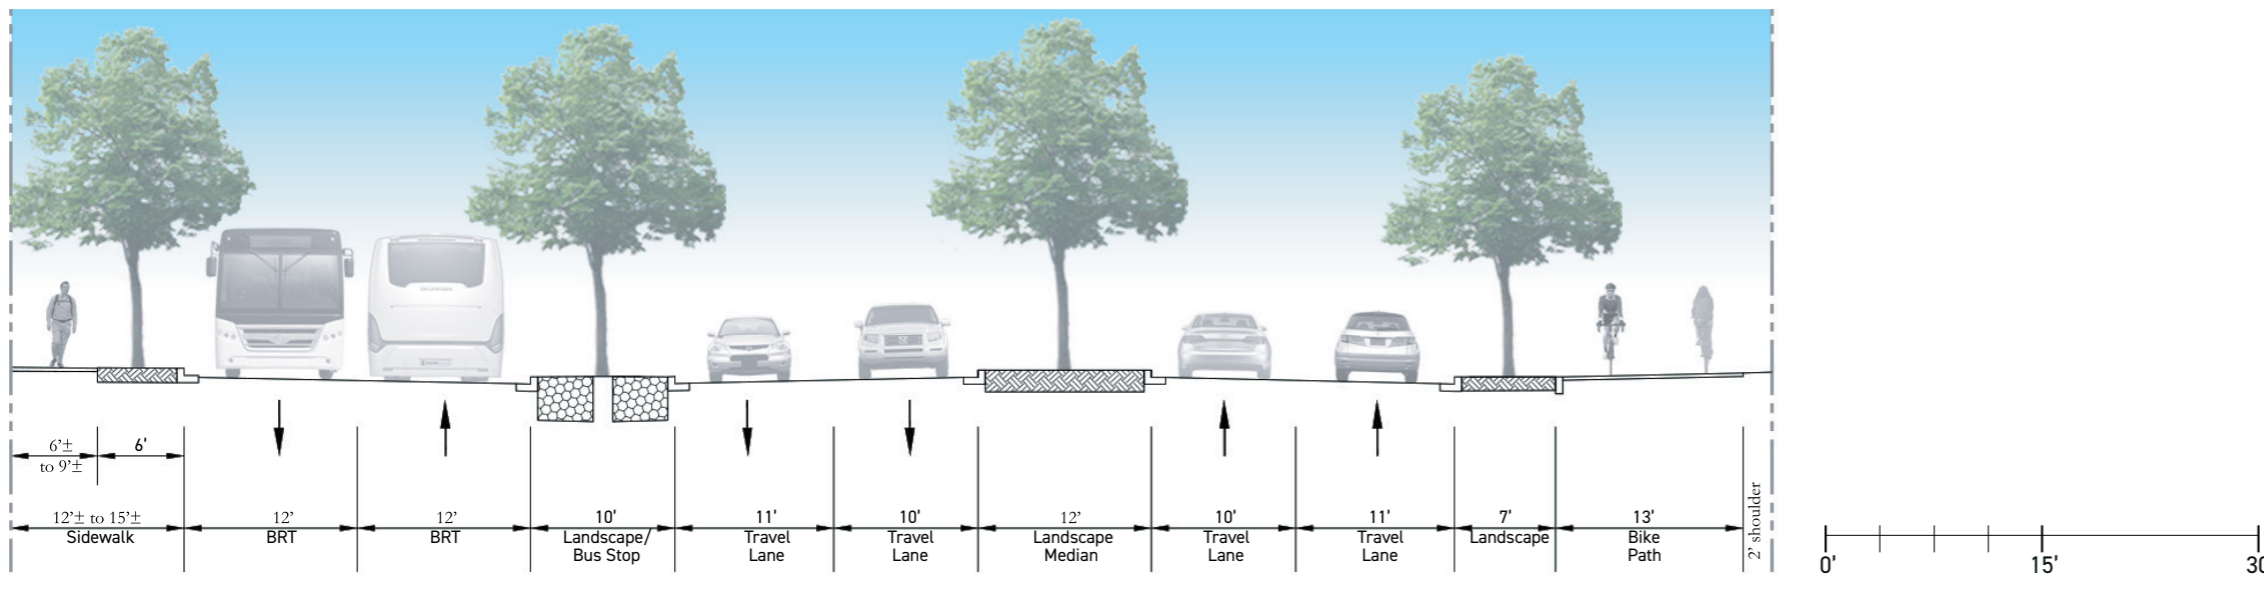 6'±
to 9'±
6'
12'± to 15'±
Sidewalk
12'
BRT
12'
BRT
10'
Landscape/
Bus Stop
11'
Travel
Lane
10'
Travel
Lane
12'
Landscape
Median
10'
Travel
Lane
11'
Travel
Lane
7'
Landscape
13'
Bike
Path
2' shoulder
0'
15'
30